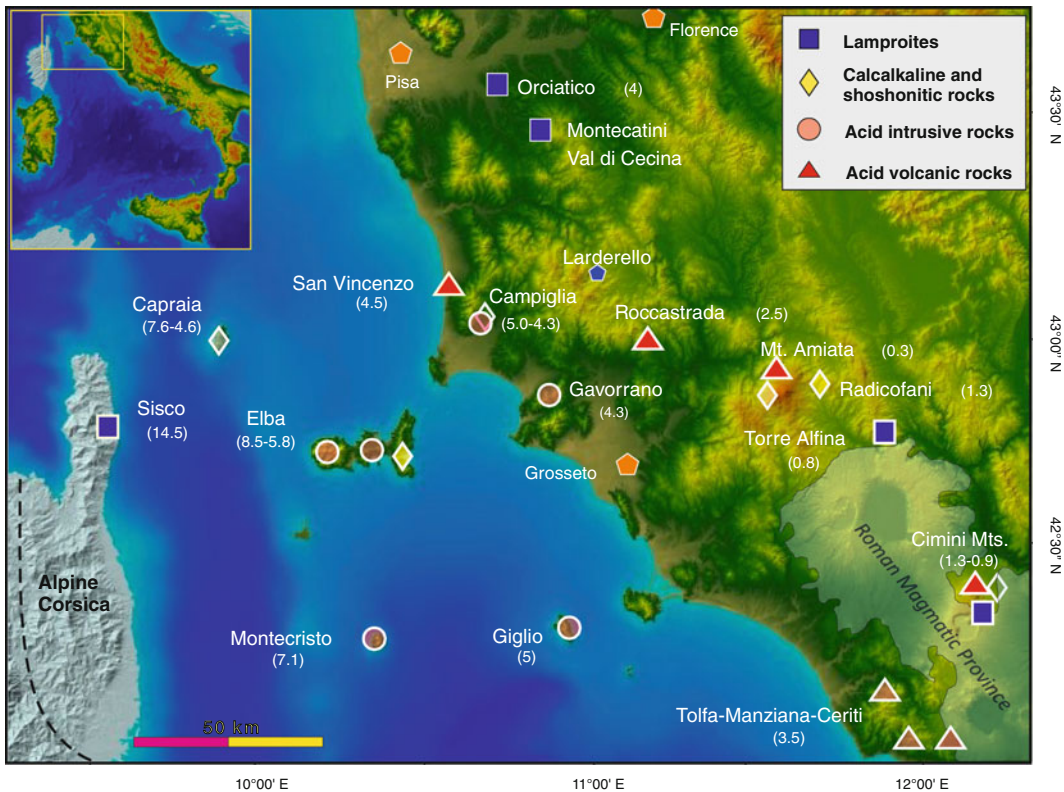 Florence
Pisa
Orciatico (4)
Montecatini
Val di Cecina
Lamproites
Calcalkaline and
shoshonitic rocks
Acid intrusive rocks
Acid volcanic rocks
43°30' N
Larderello
San Vincenzo
(4.5)
Campiglia
(5.0-4.3)
Capraia
(7.6-4.6)
Roccastrada (2.5)
43°00' N
Mt. Amiata (0.3)
Radicofani (1.3)
Gavorrano
(4.3)
Sisco
(14.5)
Elba
(8.5-5.8)
Torre Alfina
(0.8)
Grosseto
42°30' N
Cimini Mts.
(1.3-0.9)
Roman Magmatic Province
Alpine
Corsica
Montecristo
(7.1)
Giglio
(5)
Tolfa-Manziana-Ceriti
(3.5)
50 km
10°00' E
11°00' E
12°00' E